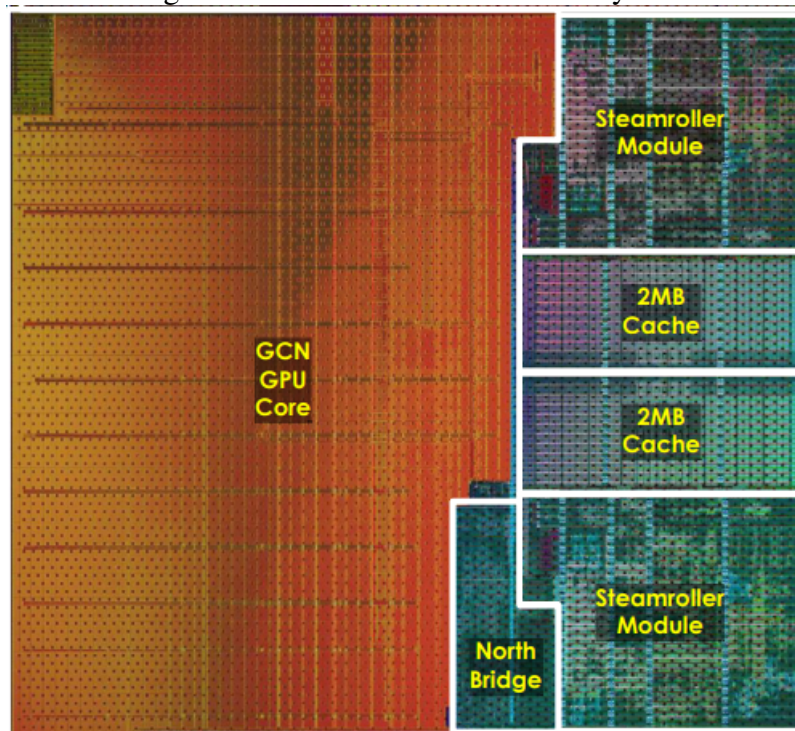 Steamroller
Module
2MB
Cache
GCN
GPU
Core
2MB
Cache
Steamroller
Module
North
Bridge